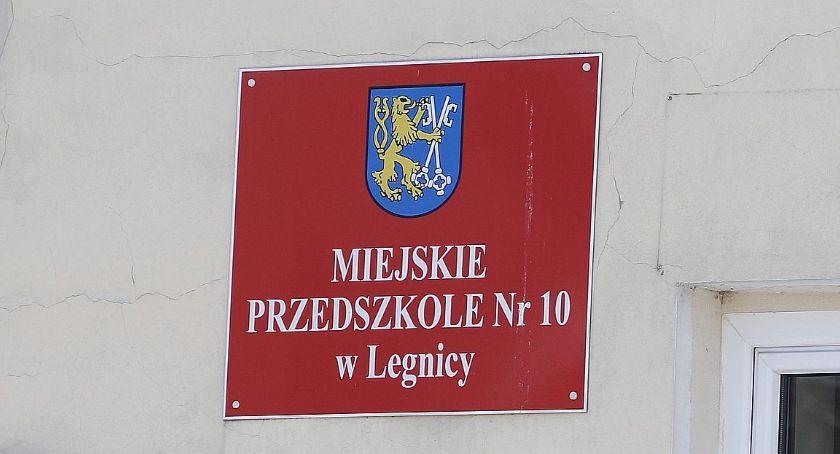 MIEJSKIE
PRZEDSZKOLE Nr 10
w Legnicy